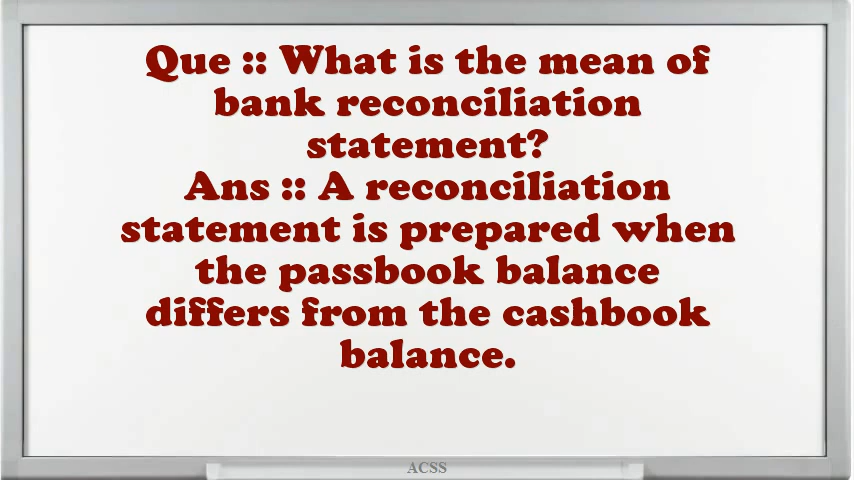 Que :: What is the mean of
bank reconciliation
statement?
Ans :: A reconciliation
statement is prepared when
the passbook balance
differs from the cashbook
balance.
ACSS